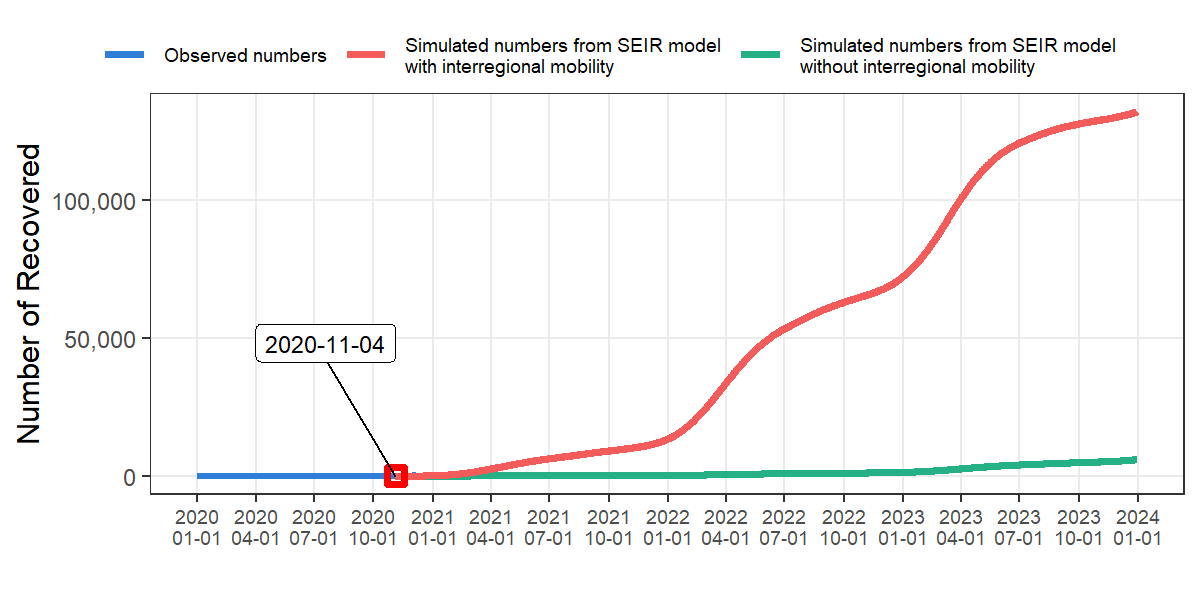 Observed numbers
Simulated numbers from SEIR model
with interregional mobility
Simulated numbers from SEIR model
without interregional mobility
Number of Recovered
100,000
50,000
0
2020-11-04
2020 2020 2020 2020 2021 2021 2021 2021 2022 2022 2022 2022 2023 2023 2023 2023 2024
01-01 04-01 07-01 10-01 01-01 04-01 07-01 10-01 01-01 04-01 07-01 10-01 01-01 04-01 07-01 10-01 01-01